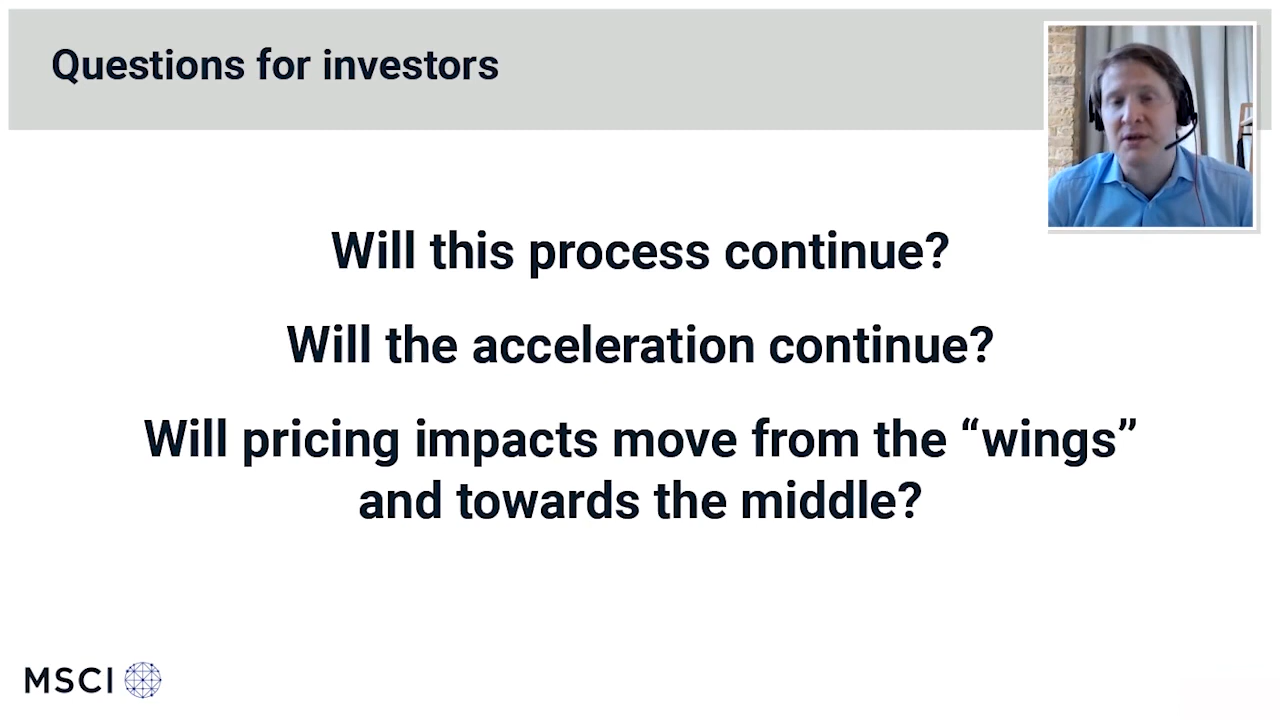 Questions for investors
Will this process continue?
Will the acceleration continue?
Will pricing impacts move from the “wings”
and towards the middle?
MSCI